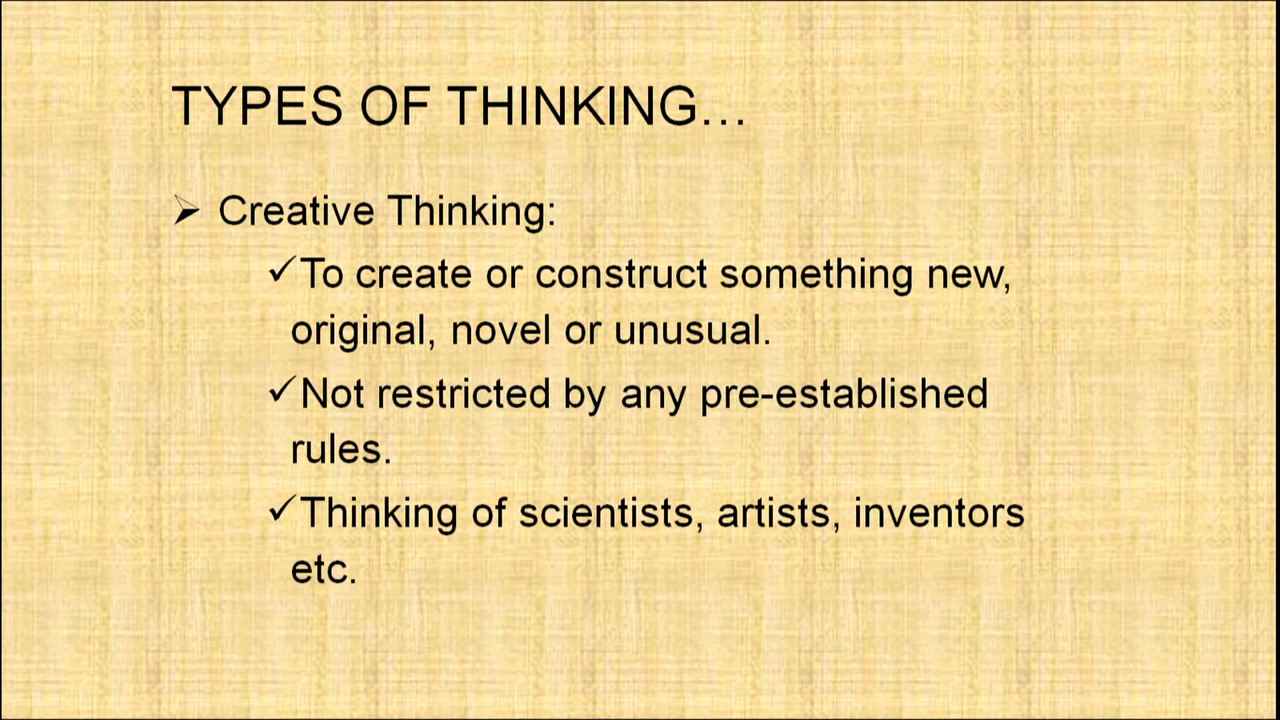 TYPES OF THINKING…
➢ Creative Thinking:
✓To create or construct something new,
original, novel or unusual.
✓Not restricted by any pre-established
rules.
✓Thinking of scientists, artists, inventors
etc.